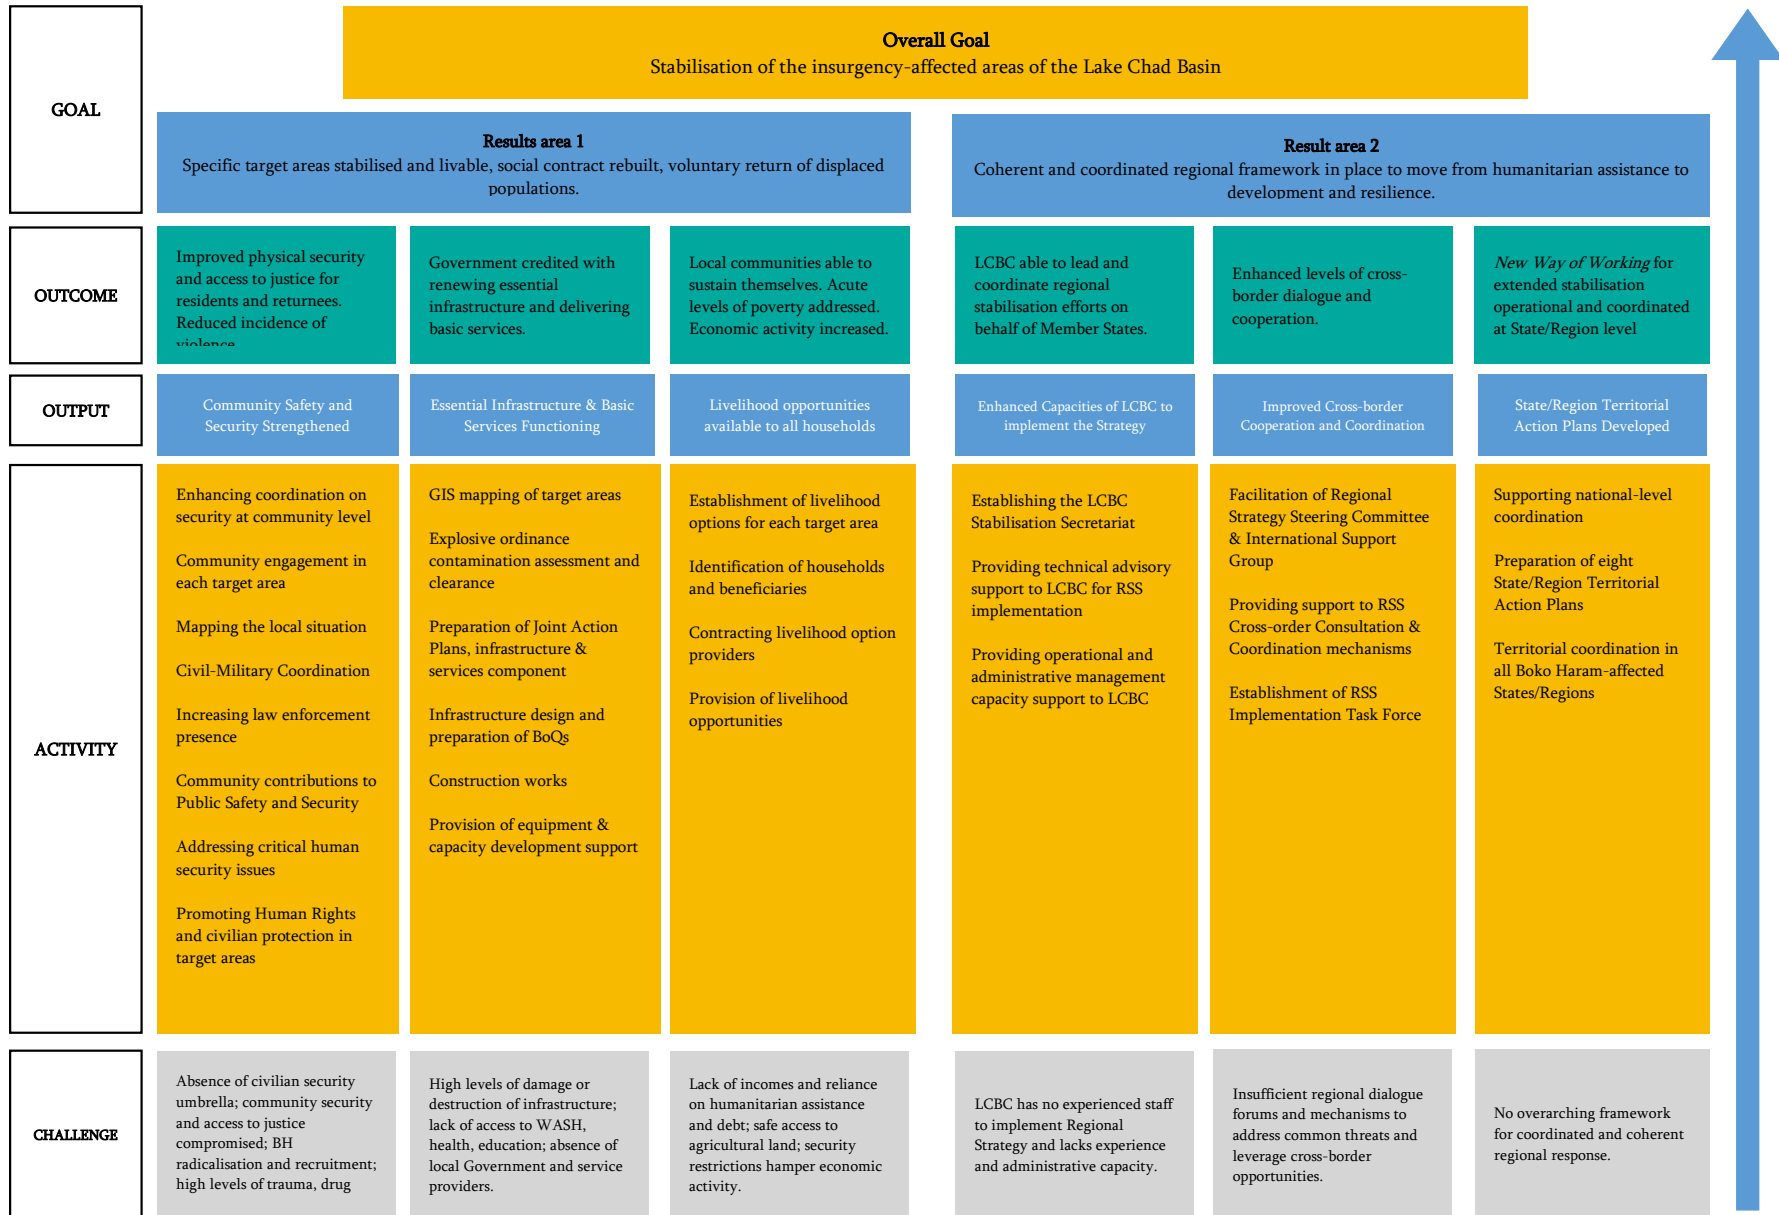 Overall Goal
Stabilisation of the insurgency-affected areas of the Lake Chad Basin
GOAL
Results area 1
Specific target areas stabilised and livable, social contract rebuilt, voluntary return of displaced
populations.
Result area 2
Coherent and coordinated regional framework in place to move from humanitarian assistance to
development and resilience.
OUTCOME
Improved physical security
and access to justice for
residents and returnees.
Reduced incidence of
violence
Government credited with
renewing essential
infrastructure and delivering
basic services.
Local communities able to
sustain themselves. Acute
levels of poverty addressed.
Economic activity increased.
LCBC able to lead and
coordinate regional
stabilisation efforts on
behalf of Member States.
Enhanced levels of cross-
border dialogue and
cooperation.
New Way of Working for
extended stabilisation
operational and coordinated
at State/Region level
OUTPUT
Community Safety and
Security Strengthened
Essential Infrastructure & Basic
Services Functioning
Livelihood opportunities
available to all households
Enhanced Capacities of LCBC to
implement the Strategy
Improved Cross-border
Cooperation and Coordination
State/Region Territorial
Action Plans Developed
ACTIVITY
Enhancing coordination on
security at community level
Community engagement in
each target area
Mapping the local situation
Civil-Military Coordination
Increasing law enforcement
presence
Community contributions to
Public Safety and Security
Addressing critical human
security issues
Promoting Human Rights
and civilian protection in
target areas
GIS mapping of target areas
Explosive ordinance
contamination assessment and
clearance
Preparation of Joint Action
Plans, infrastructure &
services component
Infrastructure design and
preparation of BoQs
Construction works
Provision of equipment &
capacity development support
Establishment of livelihood
options for each target area
Identification of households
and beneficiaries
Contracting livelihood option
providers
Provision of livelihood
opportunities
Establishing the LCBC
Stabilisation Secretariat
Providing technical advisory
support to LCBC for RSS
implementation
Providing operational and
administrative management
capacity support to LCBC
Facilitation of Regional
Strategy Steering Committee
& International Support
Group
Providing support to RSS
Cross-order Consultation &
Coordination mechanisms
Establishment of RSS
Implementation Task Force
Supporting national-level
coordination
Preparation of eight
State/Region Territorial
Action Plans
Territorial coordination in
all Boko Haram-affected
States/Regions
CHALLENGE
Absence of civilian security
umbrella; community security
and access to justice
compromised; BH
radicalisation and recruitment;
high levels of trauma, drug
High levels of damage or
destruction of infrastructure;
lack of access to WASH,
health, education; absence of
local Government and service
providers.
Lack of incomes and reliance
on humanitarian assistance
and debt; safe access to
agricultural land; security
restrictions hamper economic
activity.
LCBC has no experienced staff
to implement Regional
Strategy and lacks experience
and administrative capacity.
Insufficient regional dialogue
forums and mechanisms to
address common threats and
leverage cross-border
opportunities.
No overarching framework
for coordinated and coherent
regional response.